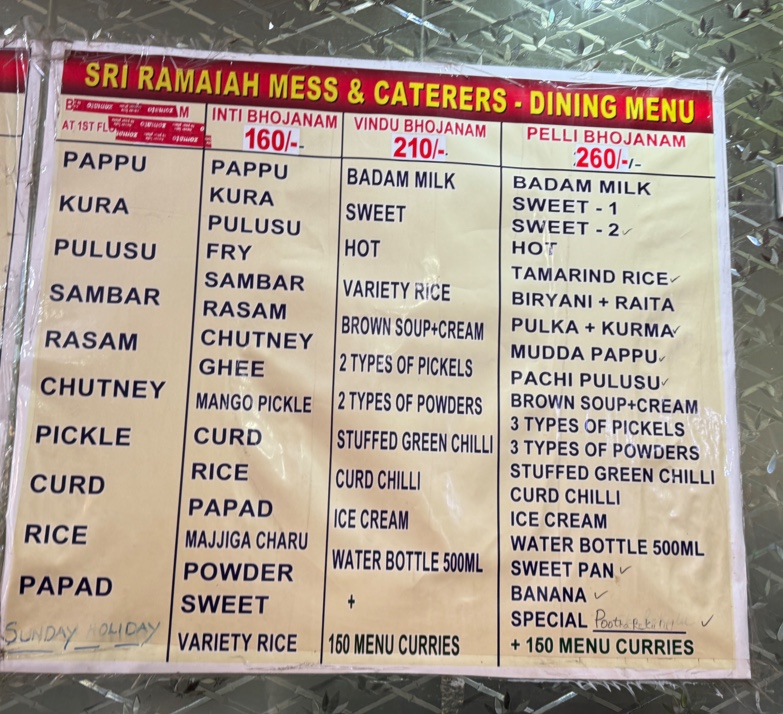 SRI RAMAIAH MESS & CATERERS - DINING MENU
AT 1ST FL
PAPPU
KURA
PULUSU
SAMBAR
RASAM
CHUTNEY
PICKLE
CURD
RICE
PAPAD
SUNDAY HOLIDAY
INTI BHOJANAM
160/-
PAPPU
KURA
PULUSU
FRY
SAMBAR
RASAM
CHUTNEY
GHEE
MANGO PICKLE
CURD
RICE
PAPAD
MAJJIGA CHARU
POWDER
SWEET
VARIETY RICE
VINDU BHOJANAM
210/-
BADAM MILK
SWEET
HOT
VARIETY RICE
BROWN SOUP+CREAM
2 TYPES OF PICKELS
2 TYPES OF POWDERS
STUFFED GREEN CHILLI
CURD CHILLI
ICE CREAM
WATER BOTTLE 500ML
+
150 MENU CURRIES
PELLI BHOJANAM
260/-
BADAM MILK
SWEET - 1
SWEET - 2
HOT
TAMARIND RICE
BIRYANI + RAITA
PULKA + KURMA
MUDDA PAPPU
PACHI PULUSU
BROWN SOUP+CREAM
3 TYPES OF PICKELS
3 TYPES OF POWDERS
STUFFED GREEN CHILLI
CURD CHILLI
ICE CREAM
WATER BOTTLE 500ML
SWEET PAN
BANANA
SPECIAL
+ 150 MENU CURRIES